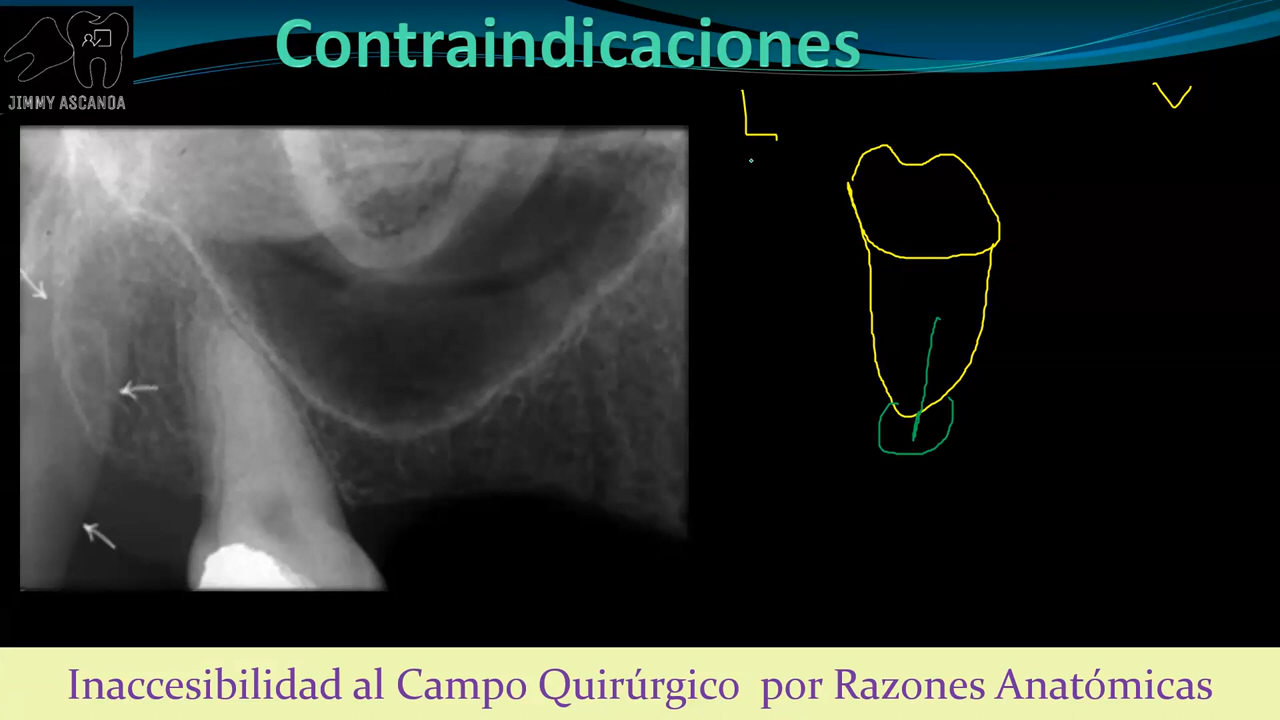 Contraindicaciones
JIMMY ASCANOA
L
V
Inaccesibilidad al Campo Quirúrgico por Razones Anatómicas